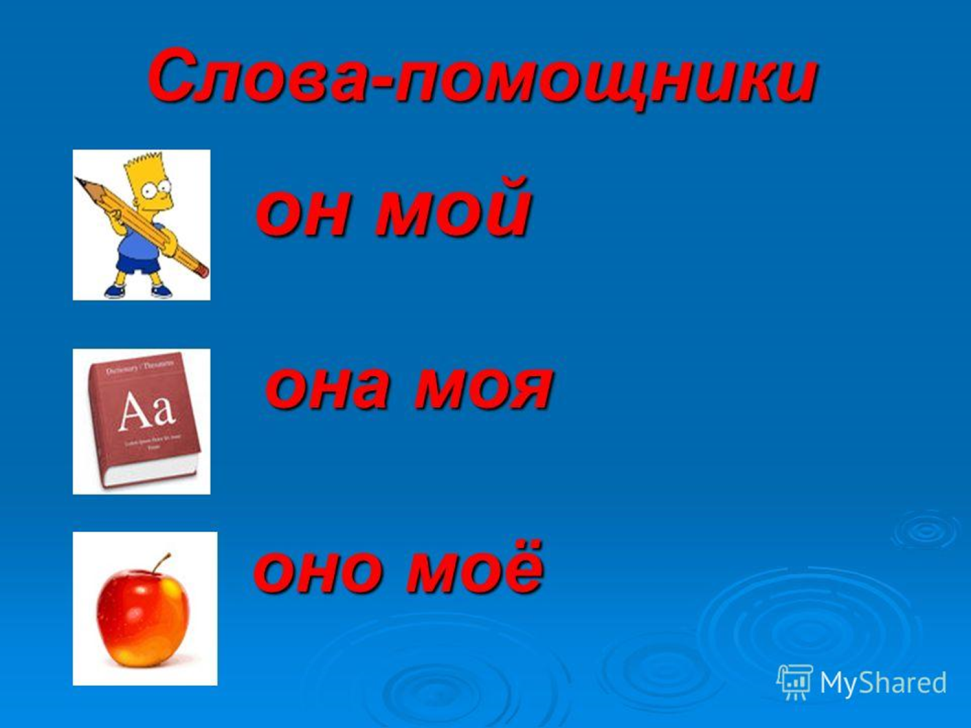 Слова-помощники
он мой
Dictionary / Thesaurus
Aa
она моя
оно моё
MyShared